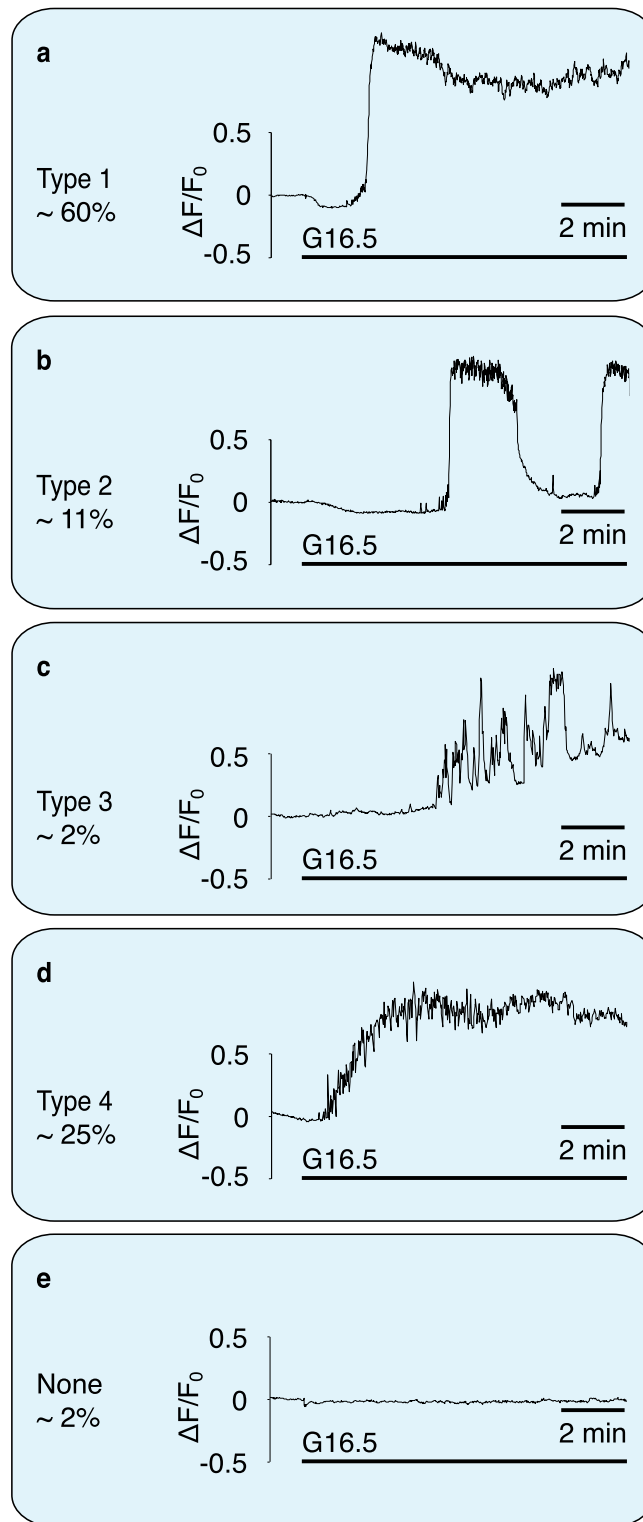 a
0.5
0
-0.5
ΔF/F₀
Type 1
~ 60%
G16.5
2 min
b
0.5
0
-0.5
ΔF/F₀
Type 2
~ 11%
G16.5
2 min
c
0.5
0
-0.5
ΔF/F₀
Type 3
~ 2%
G16.5
2 min
d
0.5
0
-0.5
ΔF/F₀
Type 4
~ 25%
G16.5
2 min
e
0.5
0
-0.5
ΔF/F₀
None
~ 2%
G16.5
2 min